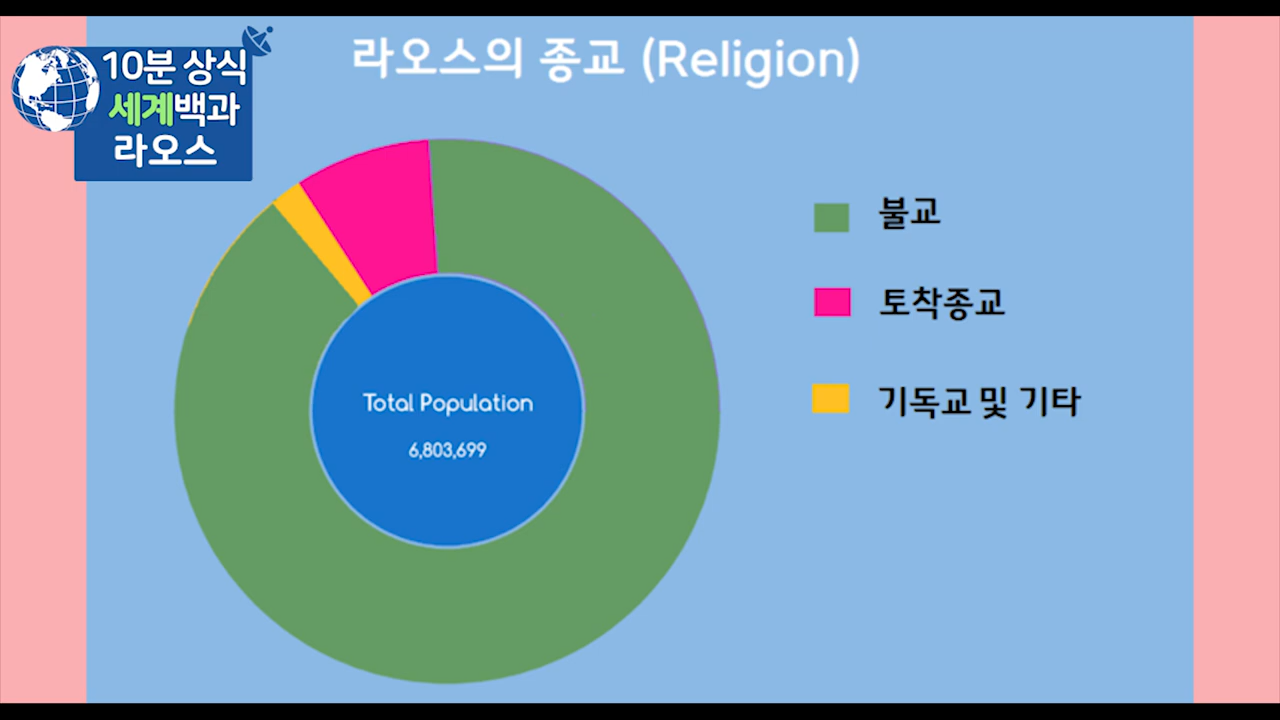 10분 상식
세계백과
라오스
라오스의 종교 (Religion)
불교
토착종교
기독교 및 기타
Total Population
6,803,699